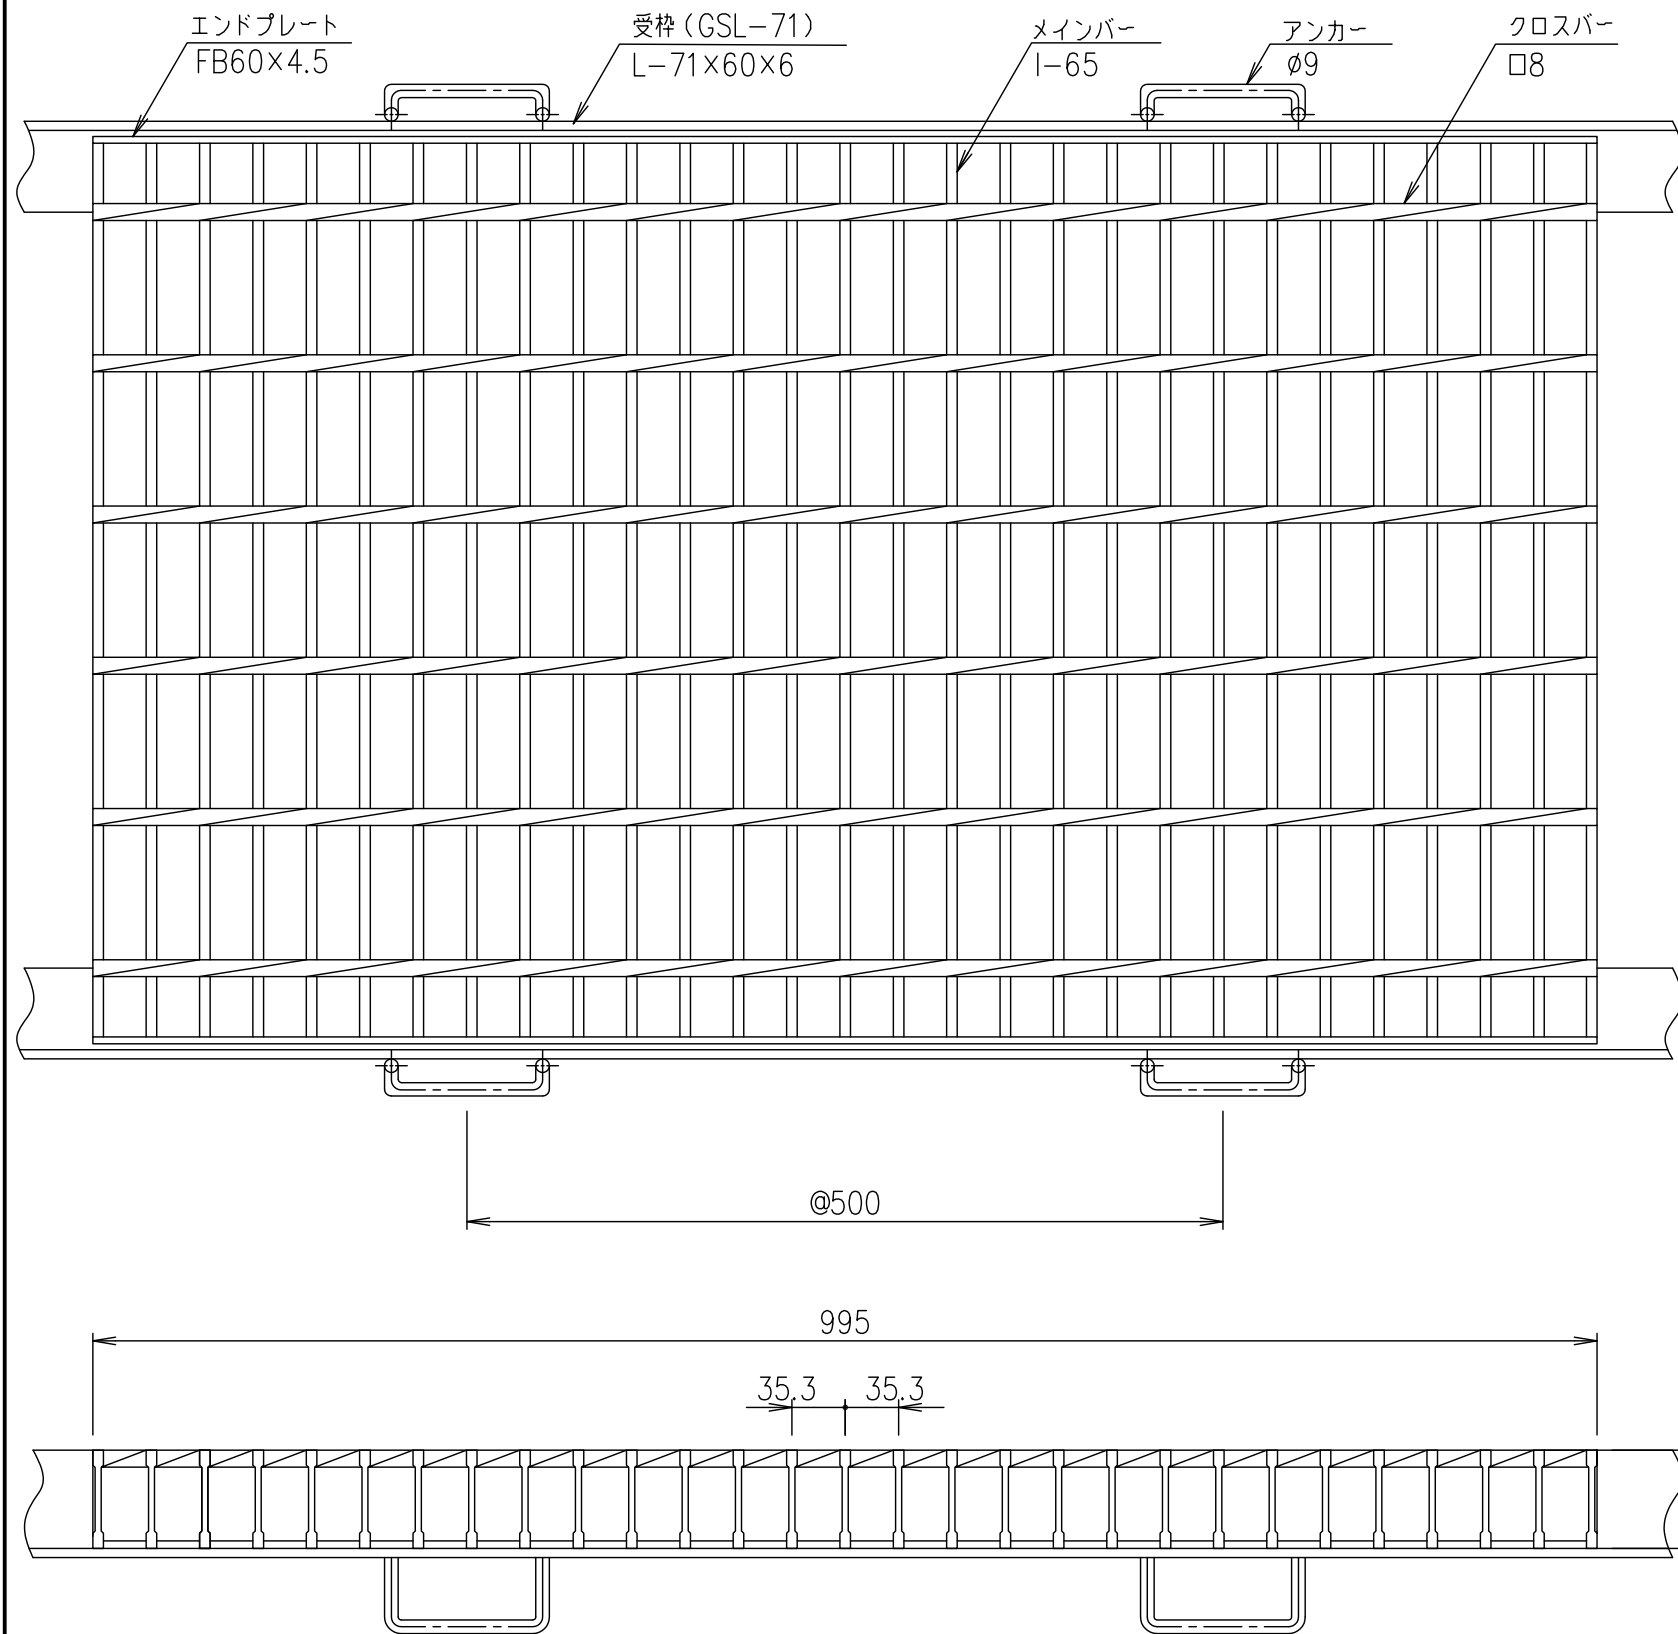 エンドプレート
FB60×4.5
受枠(GSL-71)
L-71×60×6
メインバー
I-65
アンカー
φ9
クロスバー
□8
@500
995
35.3 35.3